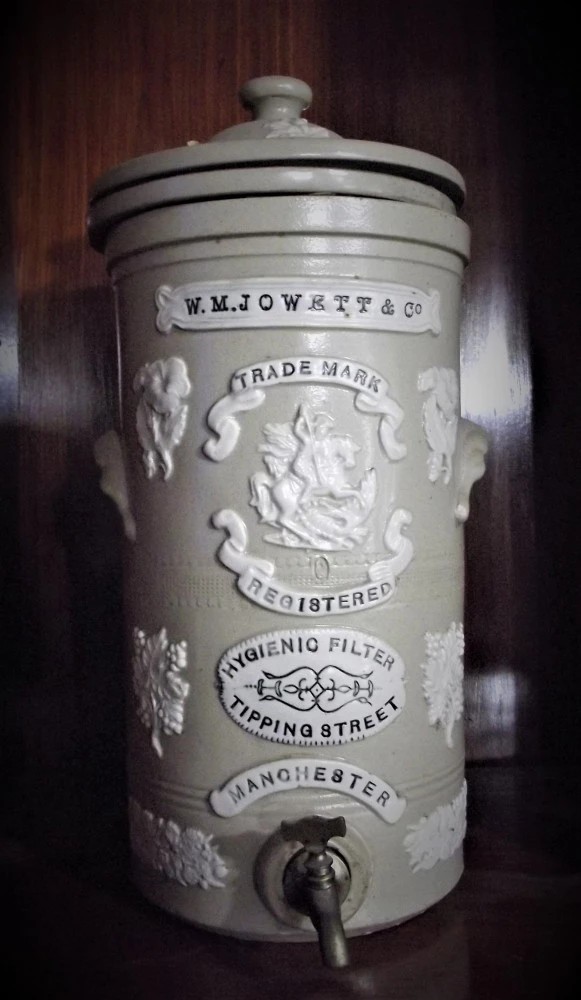 W.M.JOWETT & Co
TRADE MARK
REGISTERED
HYGIENIC FILTER
TIPPING STREET
MANCHESTER